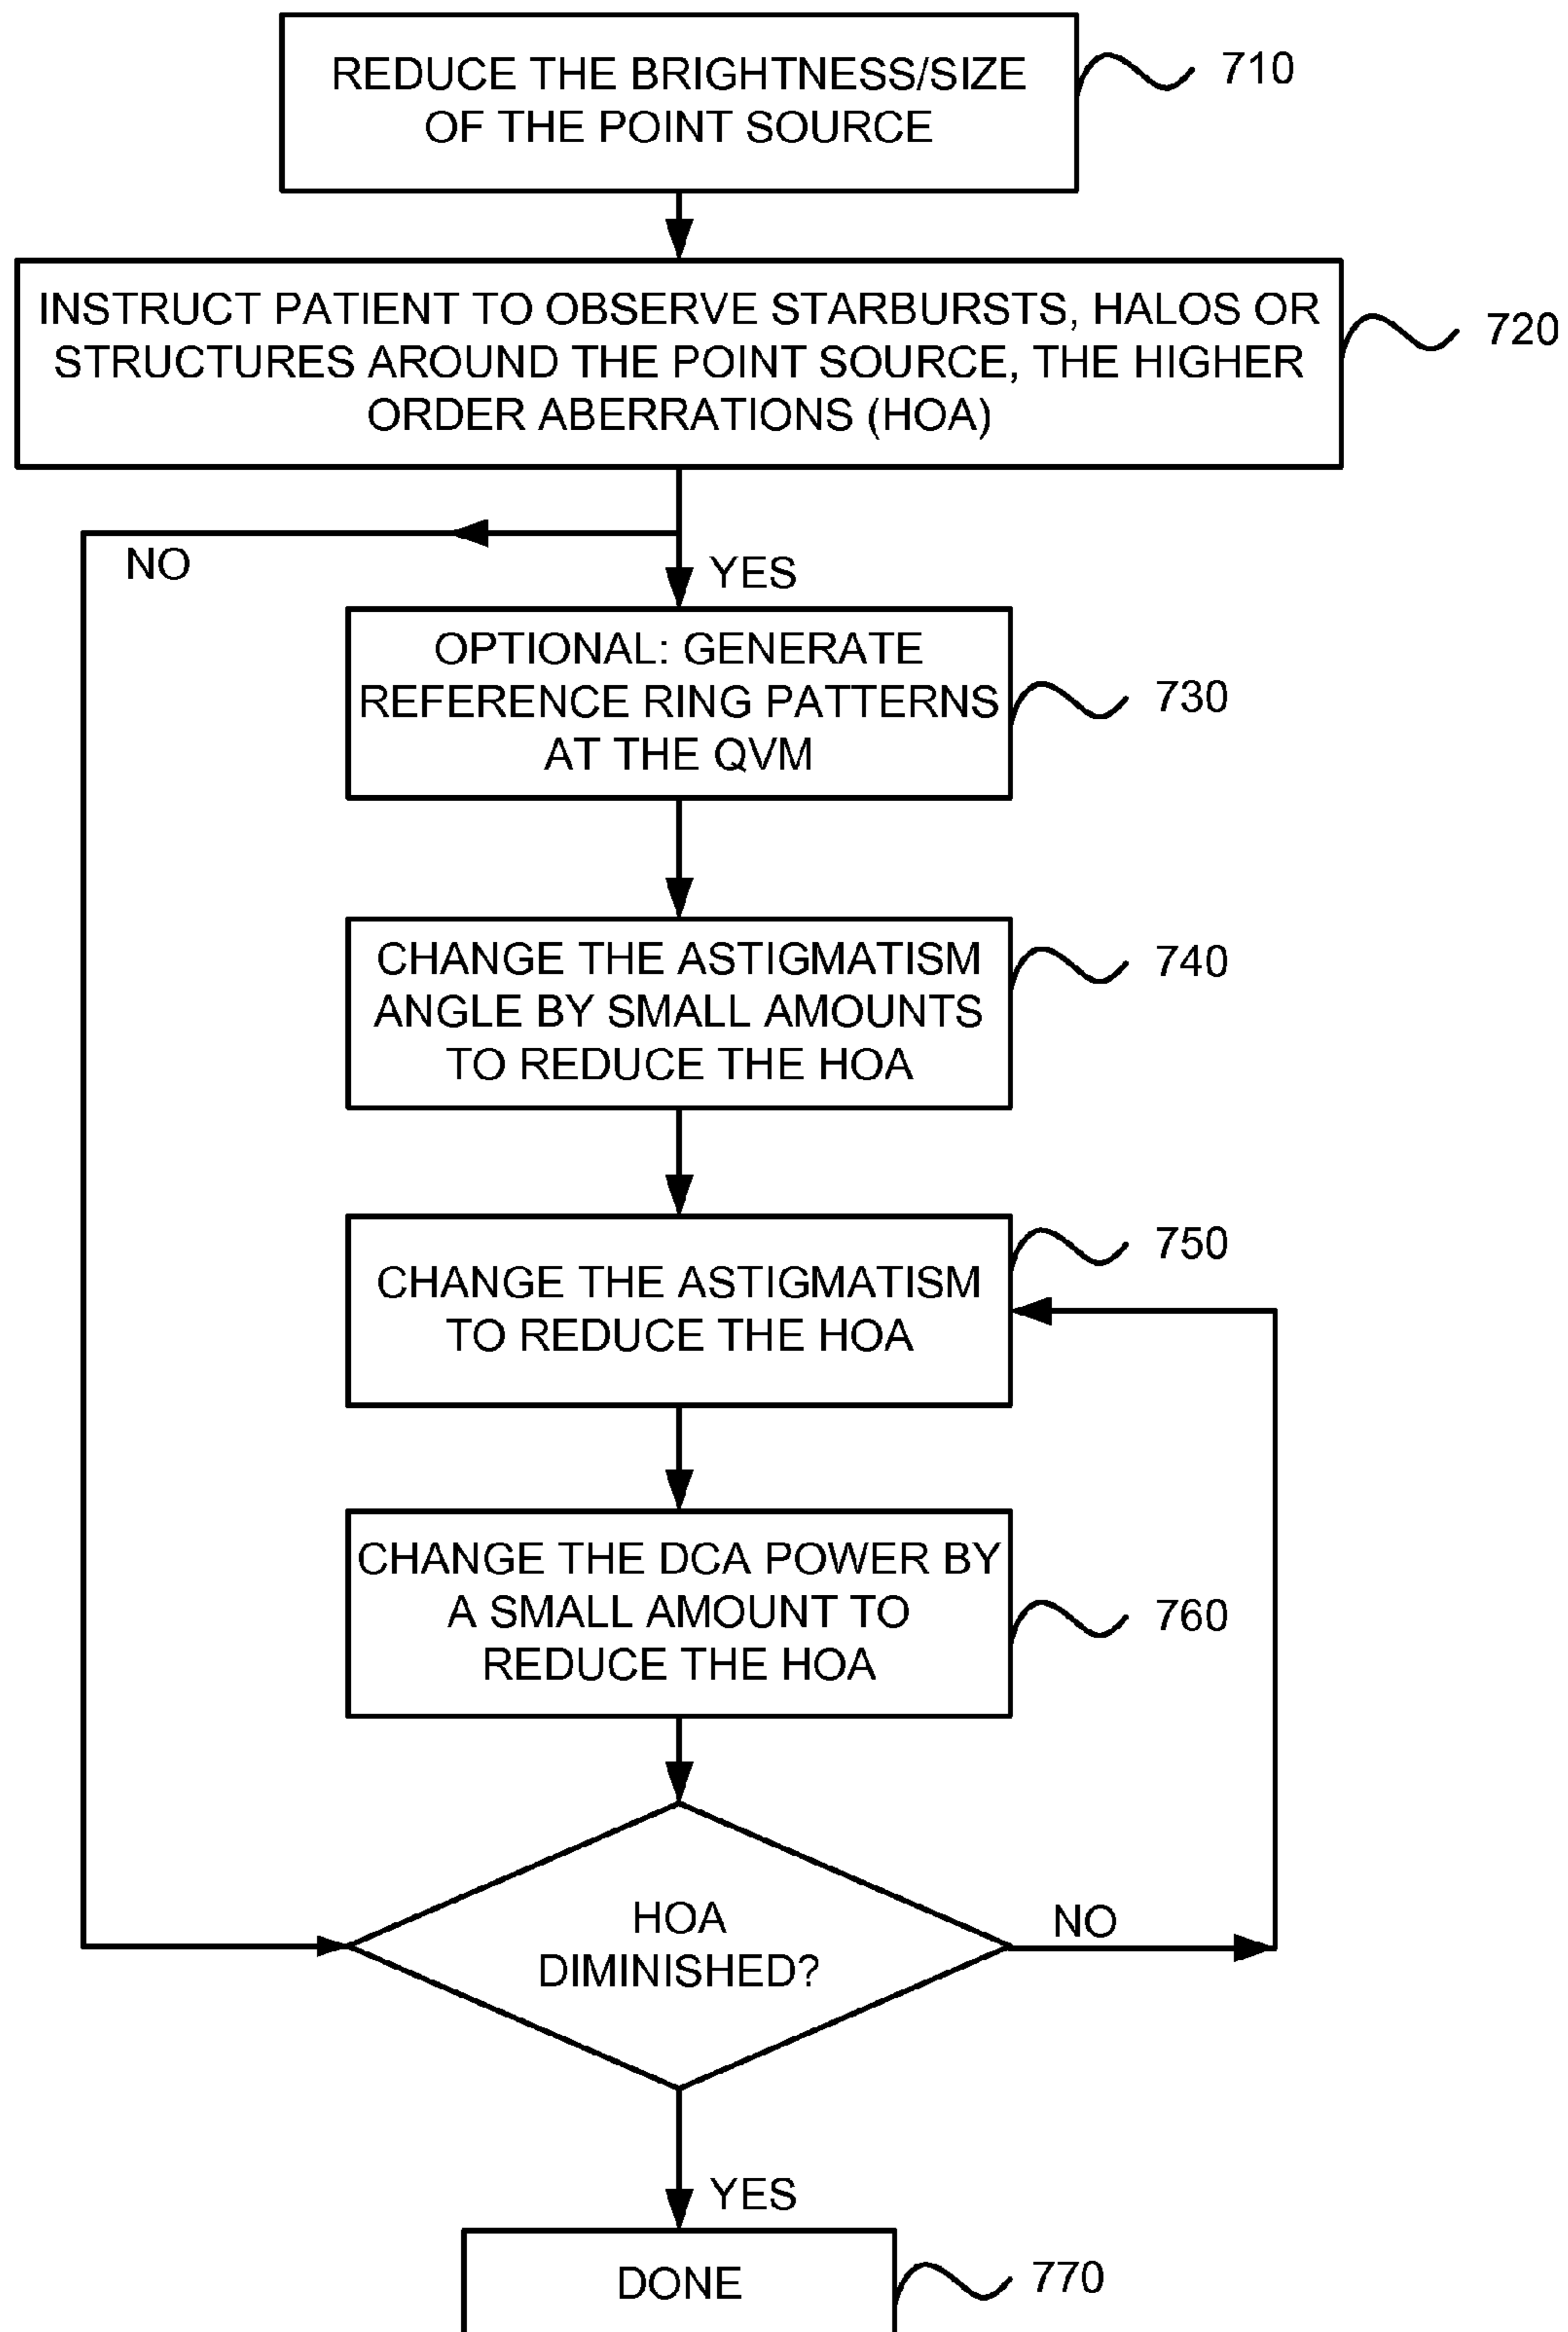 REDUCE THE BRIGHTNESS/SIZE
OF THE POINT SOURCE
710
INSTRUCT PATIENT TO OBSERVE STARBURSTS, HALOS OR
STRUCTURES AROUND THE POINT SOURCE, THE HIGHER
ORDER ABERRATIONS (HOA)
720
NO
YES
OPTIONAL: GENERATE
REFERENCE RING PATTERNS
AT THE QVM
730
CHANGE THE ASTIGMATISM
ANGLE BY SMALL AMOUNTS
TO REDUCE THE HOA
740
CHANGE THE ASTIGMATISM
TO REDUCE THE HOA
750
CHANGE THE DCA POWER BY
A SMALL AMOUNT TO
REDUCE THE HOA
760
HOA
DIMINISHED?
NO
YES
DONE
770